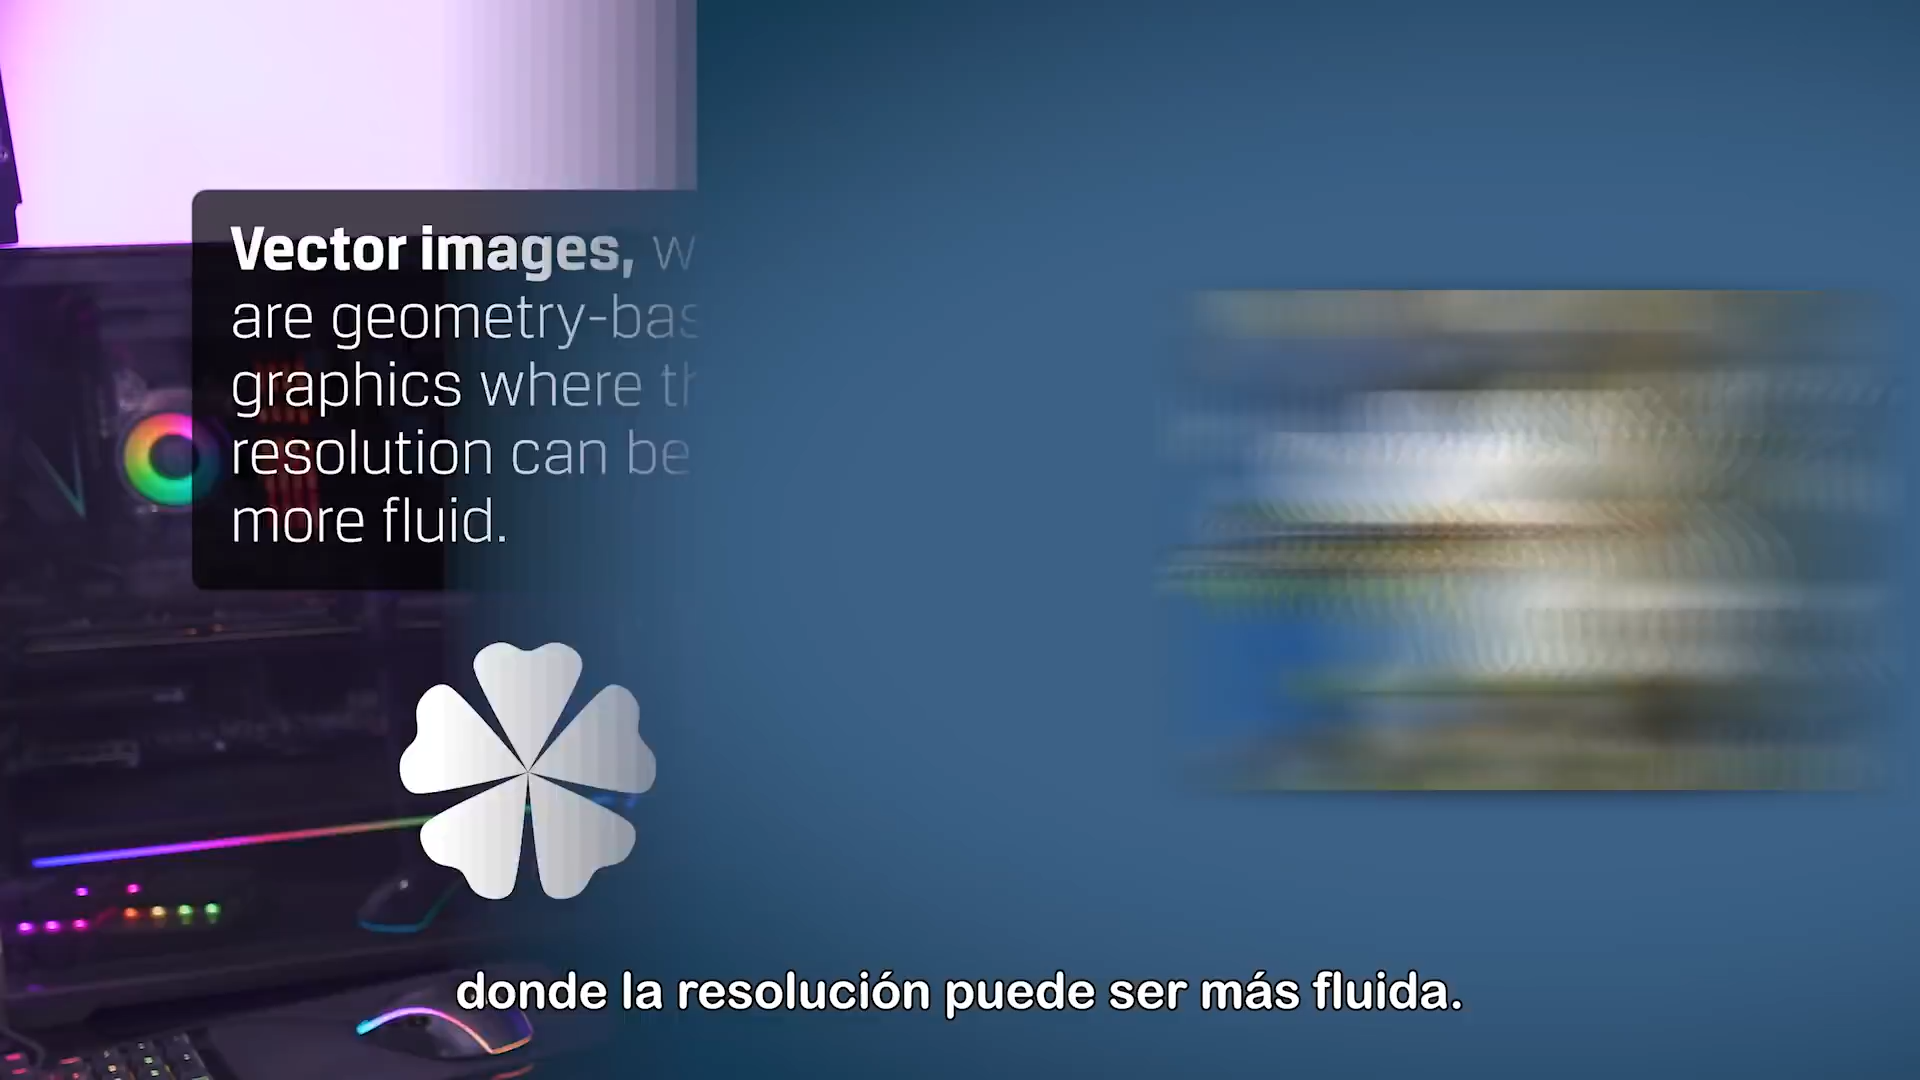 Vector images, w
are geometry-bas
graphics where th
resolution can be
more fluid.
donde la resolución puede ser más fluida.